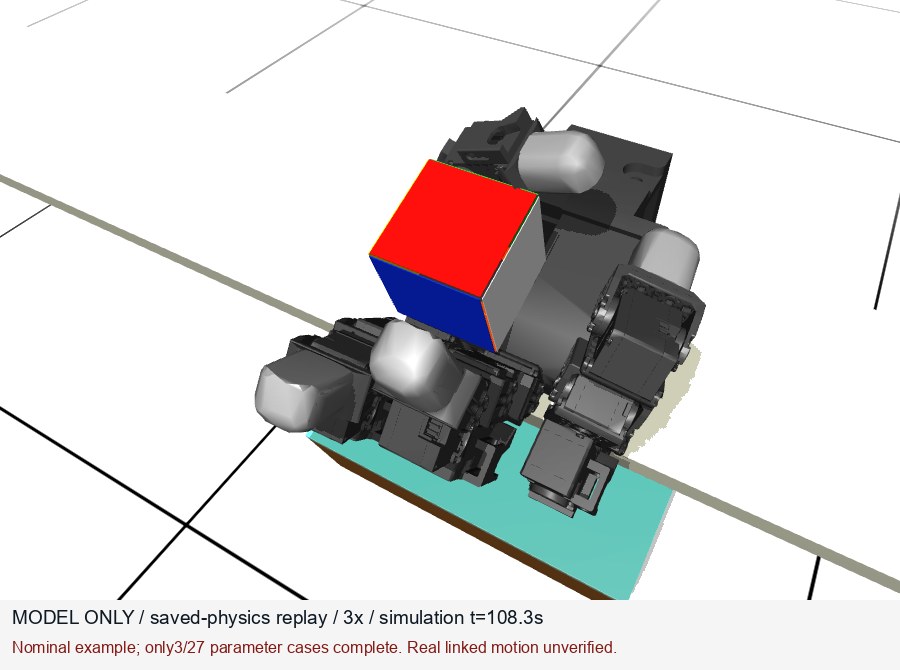 MODEL ONLY / saved-physics replay / 3x / simulation t=108.3s
Nominal example; only3/27 parameter cases complete. Real linked motion unverified.